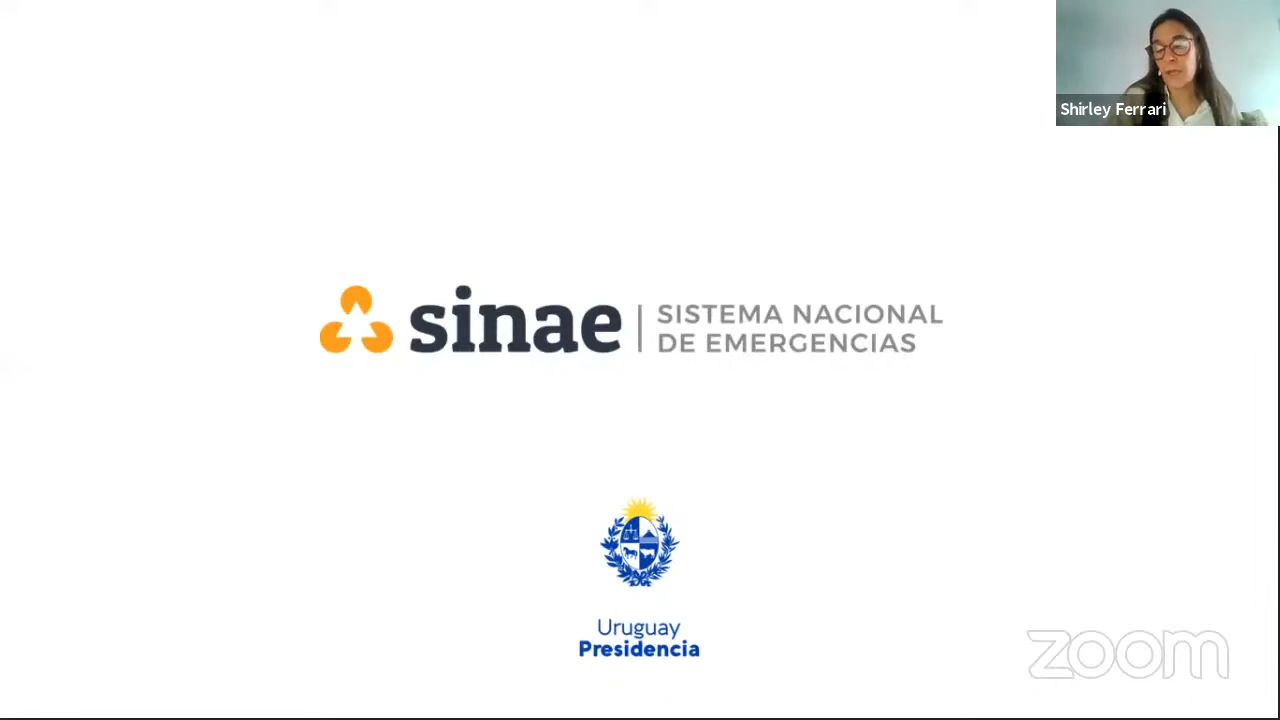 Shirley Ferrari
sinae
SISTEMA NACIONAL
DE EMERGENCIAS
Uruguay
Presidencia
zoom